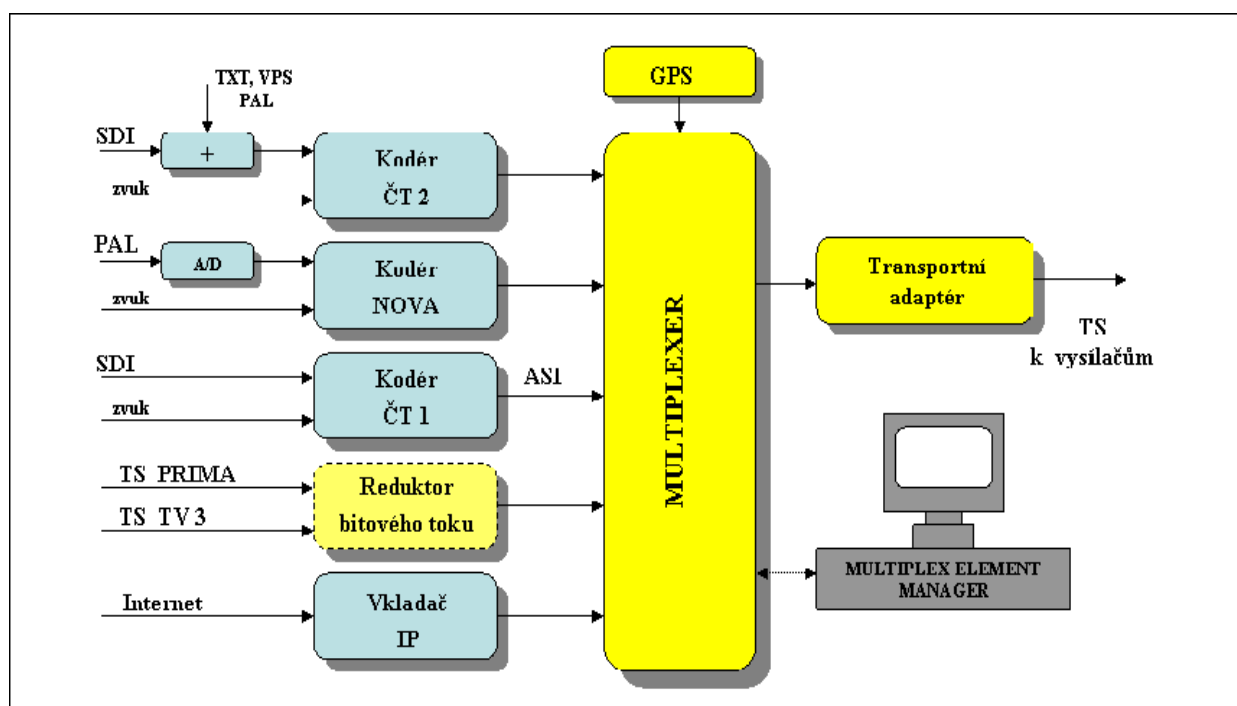 TXT, VPS
PAL
SDI
+
zvuk
Kodér
ČT 2
PAL
A/D
zvuk
Kodér
NOVA
SDI
zvuk
Kodér
ČT 1
ASI
TS PRIMA
TS TV 3
Reduktor
bitového toku
Internet
Vkladač
IP
GPS
MULTIPLEXER
Transportní
adaptér
TS
k vysílačům
MULTIPLEX ELEMENT
MANAGER